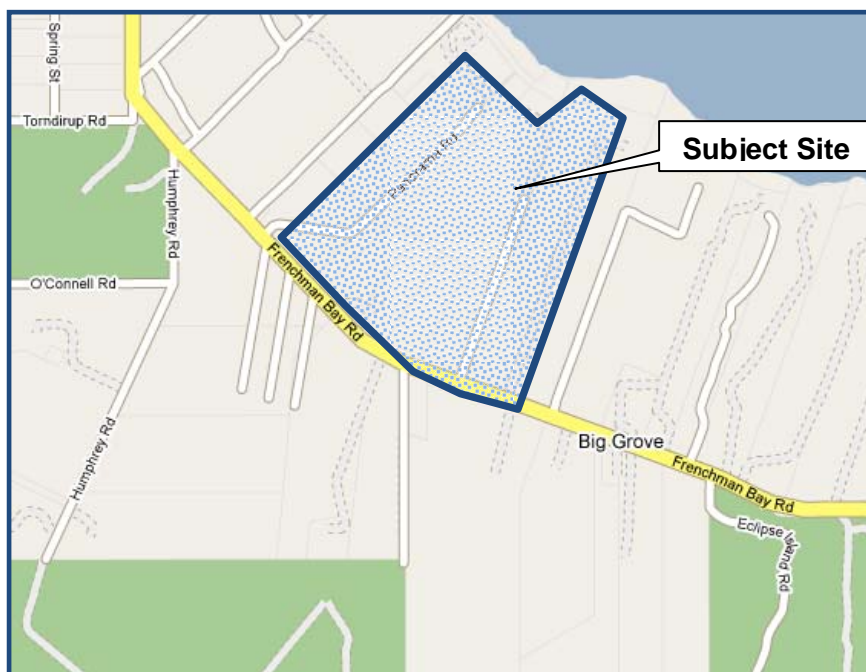 Spring St
Torndirup Rd
Humphrey Rd
O'Connell Rd
Humphrey Rd
Panorama Rd
Frenchman Bay Rd
Subject Site
Big Grove
Frenchman Bay Rd
Eclipse Island Rd